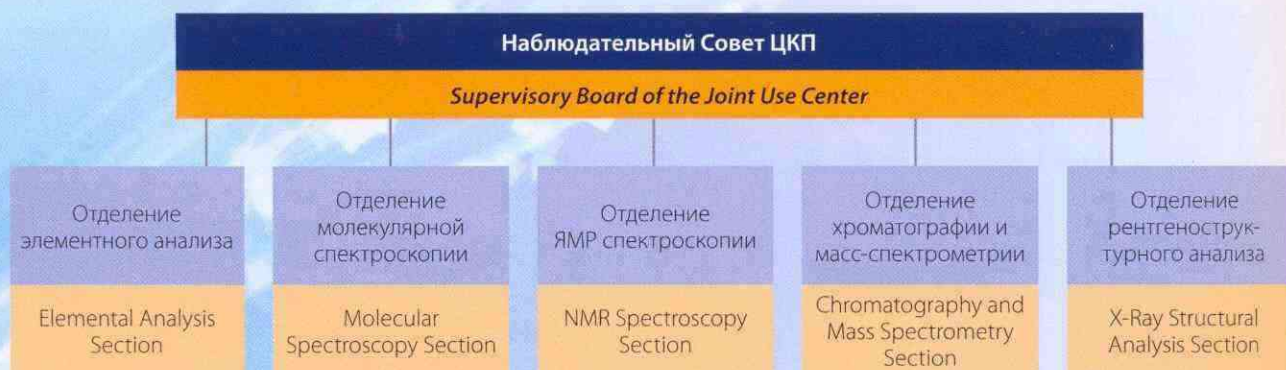 Наблюдательный Совет ЦКП
Supervisory Board of the Joint Use Center
Отделение
элементного анализа
Elemental Analysis
Section
Отделение
молекулярной
спектроскопии
Molecular
Spectroscopy Section
Отделение
ЯМР спектроскопии
NMR Spectroscopy
Section
Отделение
хроматографии и
масс-спектрометрии
Chromatography and
Mass Spectrometry
Section
Отделение
рентгенострук-
турного анализа
X-Ray Structural
Analysis Section